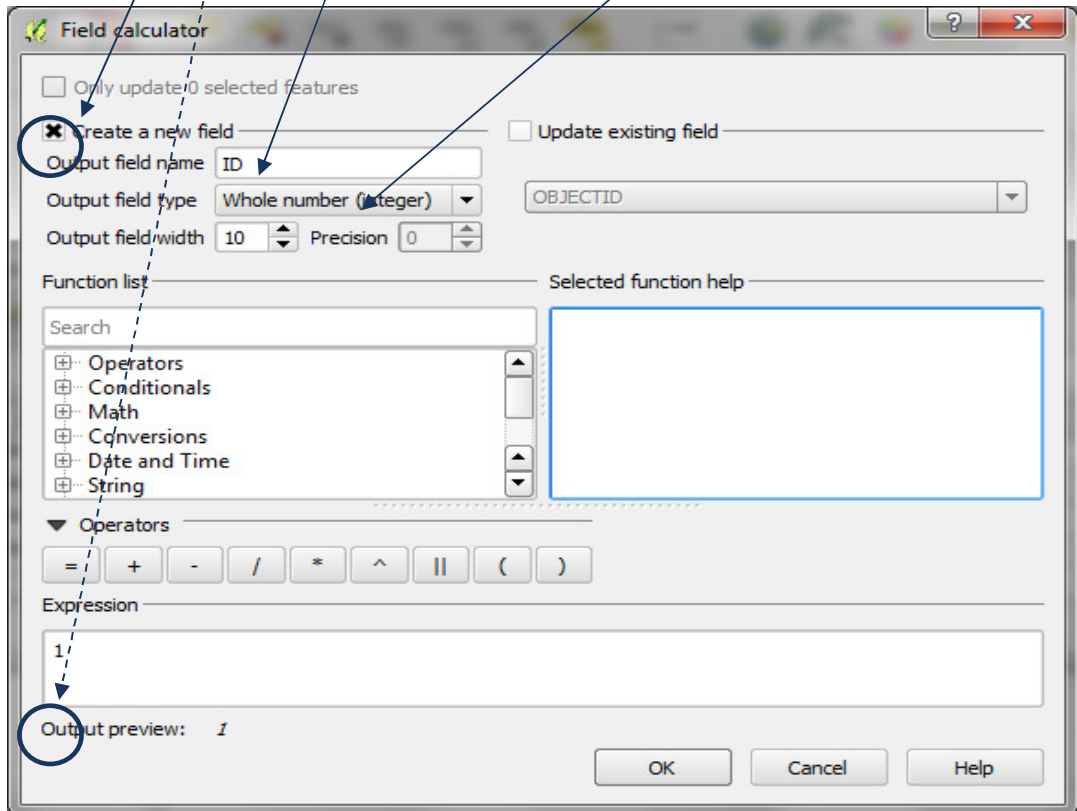 Field calculator
Only update 0 selected features
Create a new field
Update existing field
Output field name ID
Output field type Whole number (integer)
OBJECTID
Output field width 10 Precision 0
Function list
Selected function help
Search
Operators
Conditionals
Math
Conversions
Date and Time
String
Operators
= + - / * ^ || ( )
Expression
1
Output preview: 1
OK Cancel Help